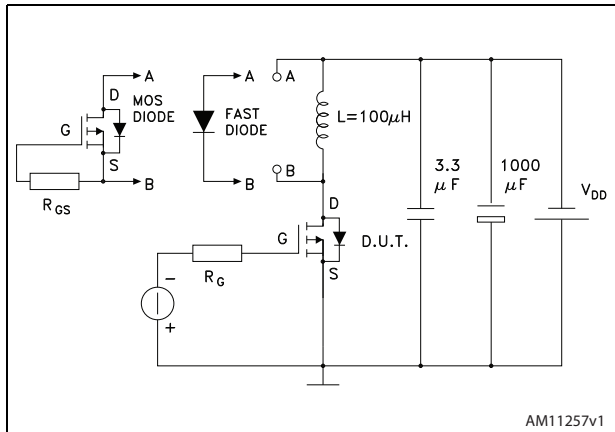 A
D
MOS
DIODE
G
S
B
R_GS
A
FAST
DIODE
B
A
L=100μH
B
D
G
D.U.T.
S
R_G
-
+
3.3
μF
1000
μF
V_DD
AM11257v1